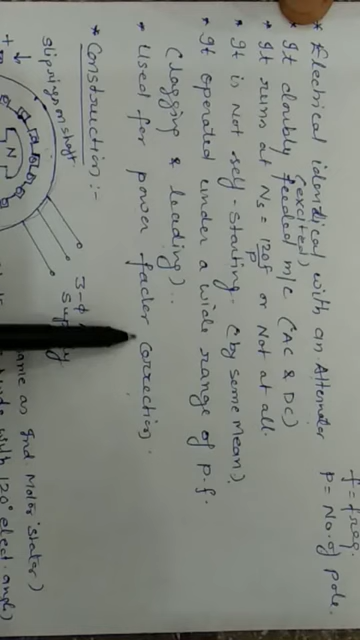 f = freq.
P = No. of pole.
* Electrical identical with an Alternator
* It doubly feeded m/c (AC & DC)
(excited)
* It runs at Ns = 120f/P or Not at all.
* It is Not self-starting. (by some mean)
* It operated under a wide range of p.f.
(lagging & leading)..
* Used for power factor correction.
* Construction :-
sliprings on shaft
+
N
3-ϕ
supply
same as Ind. Motor stator)
with 120° elect. angle)